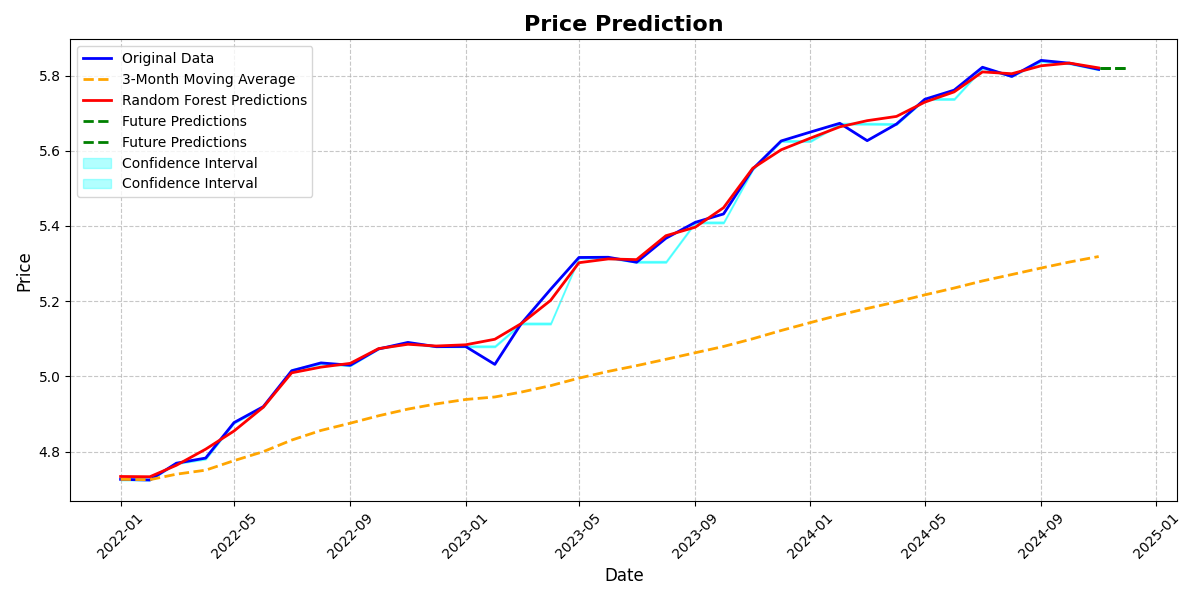 Price Prediction
Original Data
3-Month Moving Average
Random Forest Predictions
Future Predictions
Future Predictions
Confidence Interval
Confidence Interval
Price
5.8
5.6
5.4
5.2
5.0
4.8
2022-01
2022-05
2022-09
2023-01
2023-05
2023-09
2024-01
2024-05
2024-09
2025-01
Date